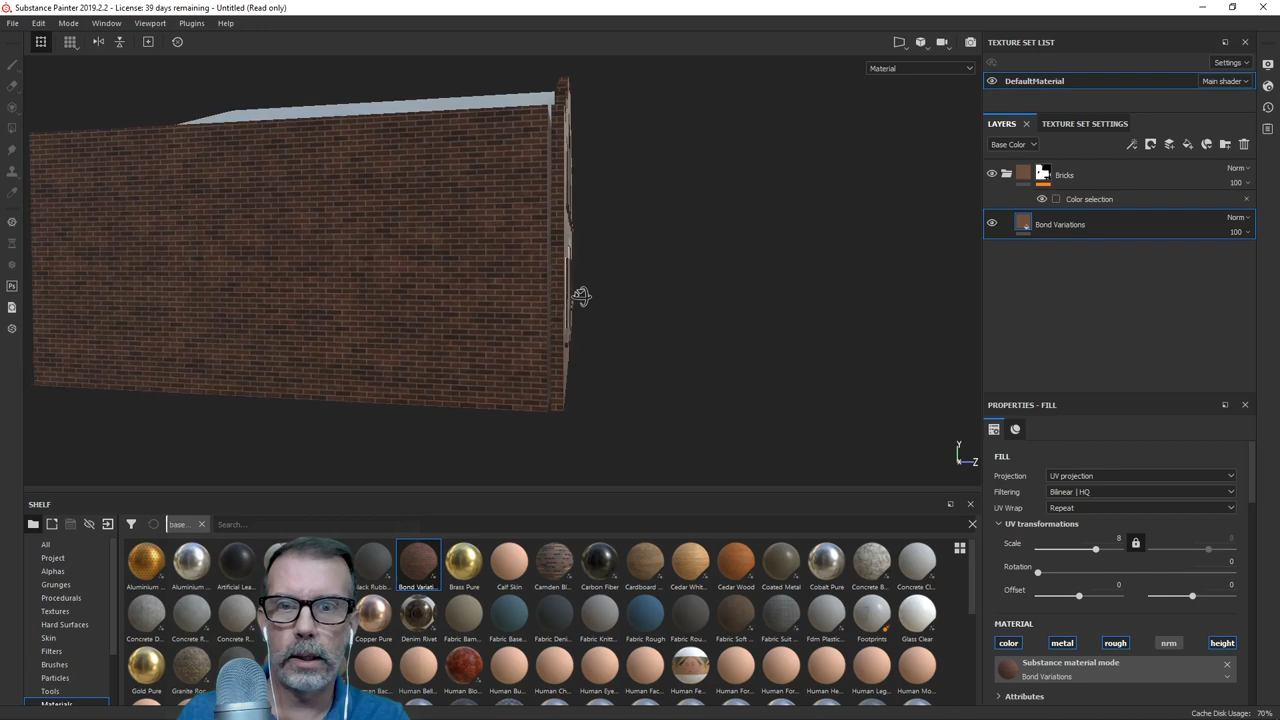 Substance Painter 2019.2.2 - License: 39 days remaining - Untitled (Read only)
File Edit Mode Window Viewport Plugins Help
Material
TEXTURE SET LIST
Settings
DefaultMaterial Main shader
LAYERS TEXTURE SET SETTINGS
Base Color
Bricks Norm
100
Color selection
Bond Variations Norm
100
Y
Z
PROPERTIES - FILL
FILL
Projection UV projection
Filtering Bilinear | HQ
UV Wrap Repeat
UV transformations
Scale 8 8
Rotation 0
Offset 0 0
MATERIAL
color metal rough nrm height
Substance material mode
Bond Variations
Attributes
SHELF
base... Search...
All
Project
Alphas
Grunges
Procedurals
Textures
Hard Surfaces
Skin
Filters
Brushes
Particles
Tools
Materials
Aluminium ... Aluminium ... Artificial Lea... ck Rubb... Bond Variati... Brass Pure Calf Skin Camden Bl... Carbon Fiber Cardboard ... Cedar Whit... Cedar Wood Coated Metal Cobalt Pure Concrete B... Concrete Cl...
Concrete D... Concrete R... Concrete R... Copper Pure Denim Rivet Fabric Bam... Fabric Base... Fabric Deni... Fabric Knitt... Fabric Rough Fabric Rou... Fabric Soft ... Fabric Suit ... Fdm Plastic... Footprints Glass Clear
Gold Pure Granite Roc... Human Bell... Human Blo... Human Bu... Human Ch... Human Eye... Human Fac... Human Fe... Human For... Human For... Human Leg... Human Mo...
Cache Disk Usage: 70%